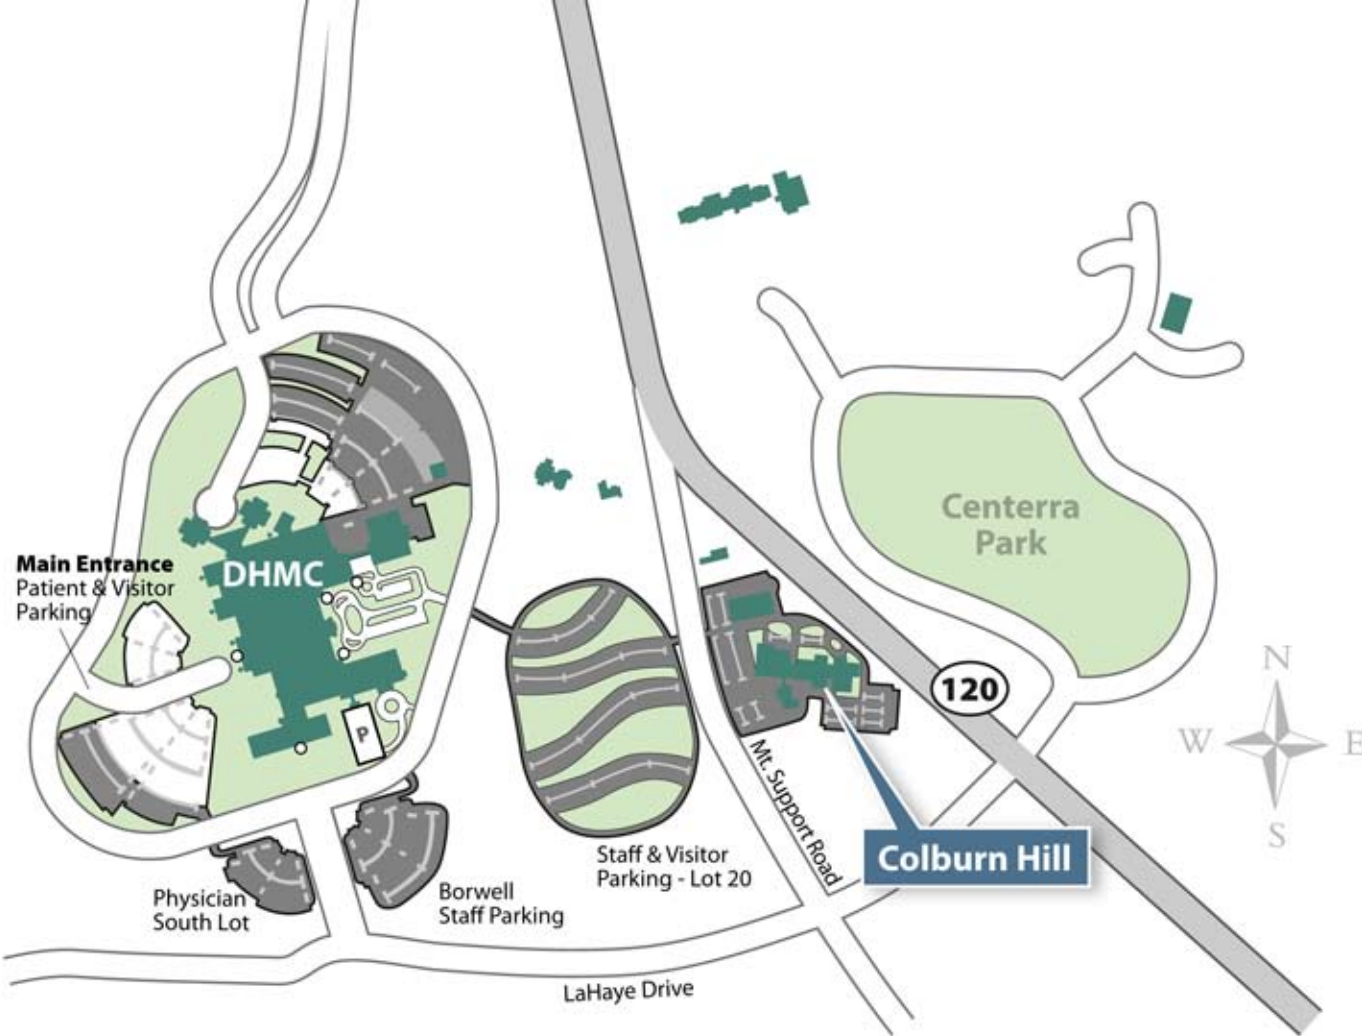 Main Entrance
Patient & Visitor
Parking
DHMC
P
Physician
South Lot
Borwell
Staff Parking
Staff & Visitor
Parking - Lot 20
Mt. Support Road
LaHaye Drive
Colburn Hill
120
Centerra
Park
N
W
E
S